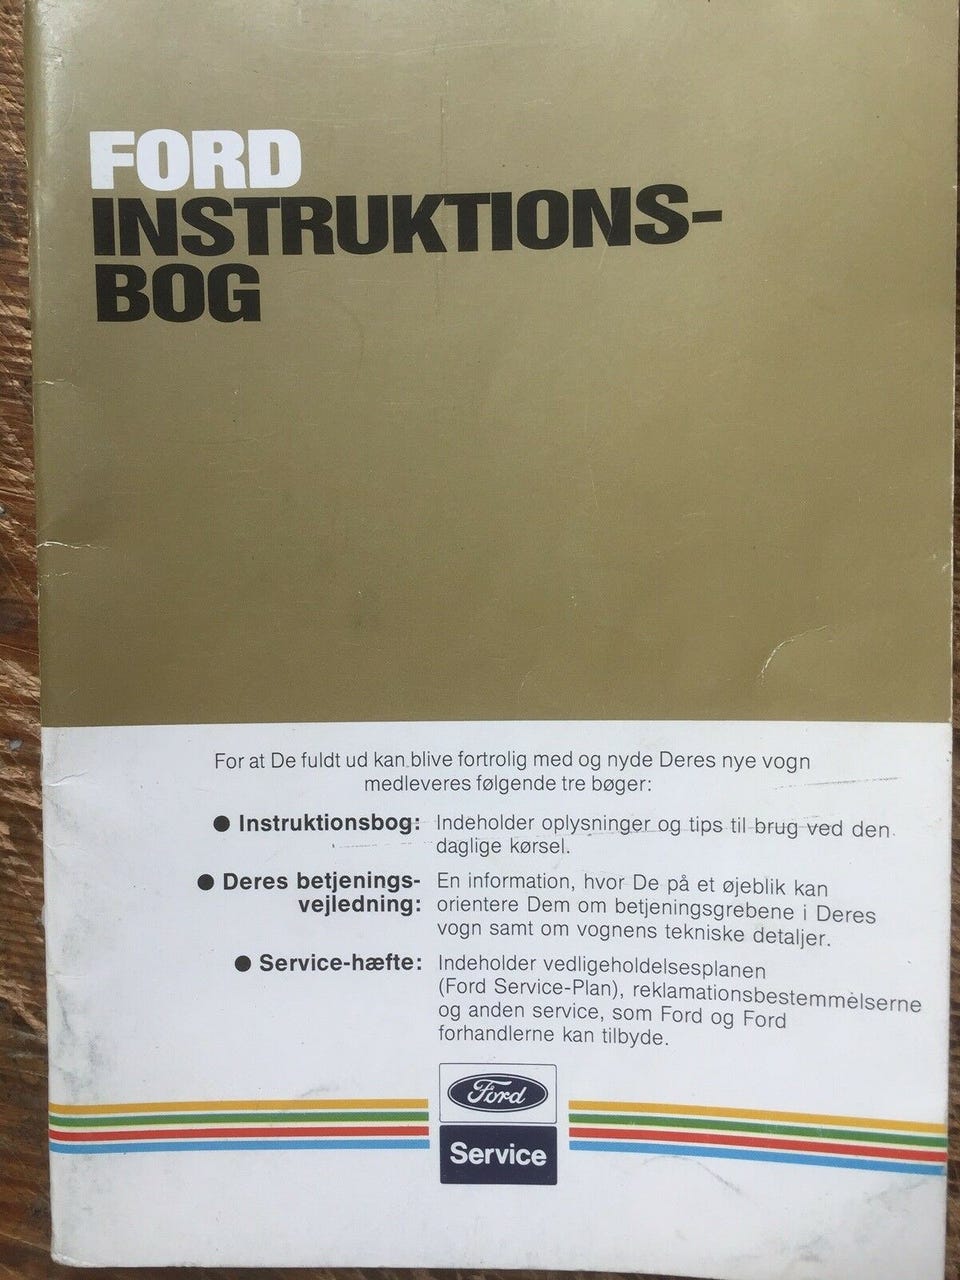 FORD
INSTRUKTIONS-
BOG
For at De fuldt ud kan blive fortrolig med og nyde Deres nye vogn
medleveres følgende tre bøger:
● Instruktionsbog: Indeholder oplysninger og tips til brug ved den
daglige kørsel.
● Deres betjenings- En information, hvor De på et øjeblik kan
vejledning: orientere Dem om betjeningsgrebene i Deres
vogn samt om vognens tekniske detaljer.
● Service-hæfte: Indeholder vedligeholdelsesplanen
(Ford Service-Plan), reklamationsbestemmelserne
og anden service, som Ford og Ford
forhandlerne kan tilbyde.
Ford
Service